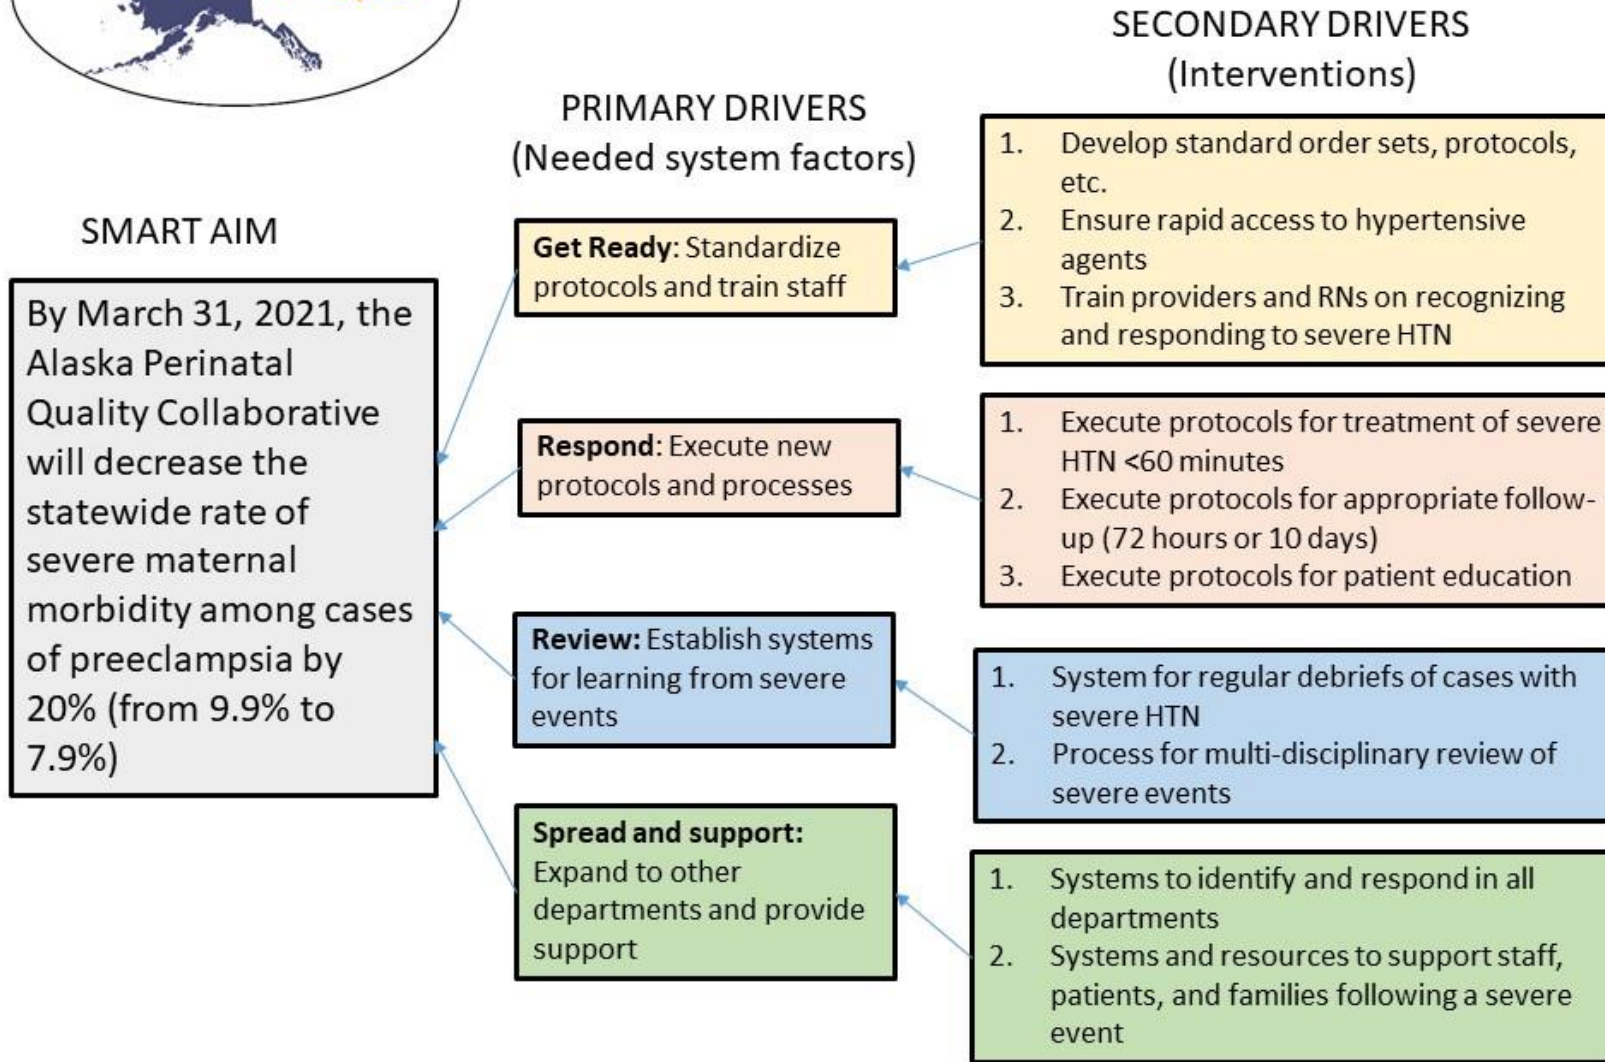 SMART AIM
By March 31, 2021, the
Alaska Perinatal
Quality Collaborative
will decrease the
statewide rate of
severe maternal
morbidity among cases
of preeclampsia by
20% (from 9.9% to
7.9%)
PRIMARY DRIVERS
(Needed system factors)
Get Ready: Standardize
protocols and train staff
Respond: Execute new
protocols and processes
Review: Establish systems
for learning from severe
events
Spread and support:
Expand to other
departments and provide
support
SECONDARY DRIVERS
(Interventions)
1. Develop standard order sets, protocols,
etc.
2. Ensure rapid access to hypertensive
agents
3. Train providers and RNs on recognizing
and responding to severe HTN
1. Execute protocols for treatment of severe
HTN <60 minutes
2. Execute protocols for appropriate follow-
up (72 hours or 10 days)
3. Execute protocols for patient education
1. System for regular debriefs of cases with
severe HTN
2. Process for multi-disciplinary review of
severe events
1. Systems to identify and respond in all
departments
2. Systems and resources to support staff,
patients, and families following a severe
event